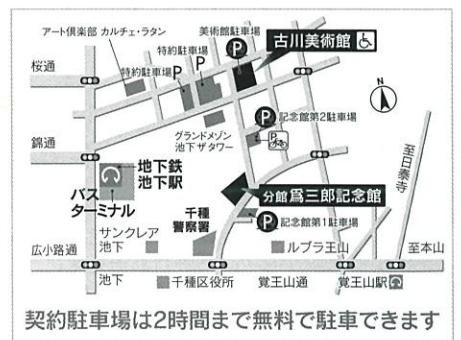 アート倶楽部 カルチェ・ラタン
美術館駐車場
P
古川美術館
桜通
特約駐車場
P
特約駐車場
P
N
グランドメゾン
池下 ザ タワー
P
記念館第2駐車場
P
錦通
地下鉄
池下駅
バス
ターミナル
至日泰寺
分館 爲三郎記念館
千種
警察署
P
記念館第1駐車場
サンクレア
池下
ルブラ王山
至本山
広小路通
池下
千種区役所
覚王山通
覚王山駅
契約駐車場は2時間まで無料で駐車できます